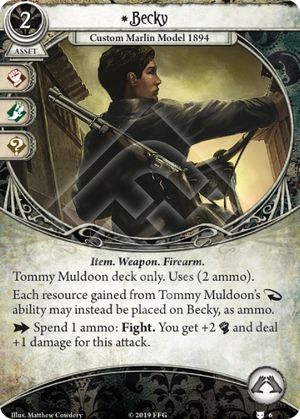 2
Becky
ASSET
Custom Marlin Model 1894
?
Item. Weapon. Firearm.
Tommy Muldoon deck only. Uses (2 ammo).
Each resource gained from Tommy Muldoon's
ability may instead be placed on Becky, as ammo.
Spend 1 ammo: Fight. You get +2 and deal
+1 damage for this attack.
Illus. Matthew Cowdery
© 2019 FFG
6